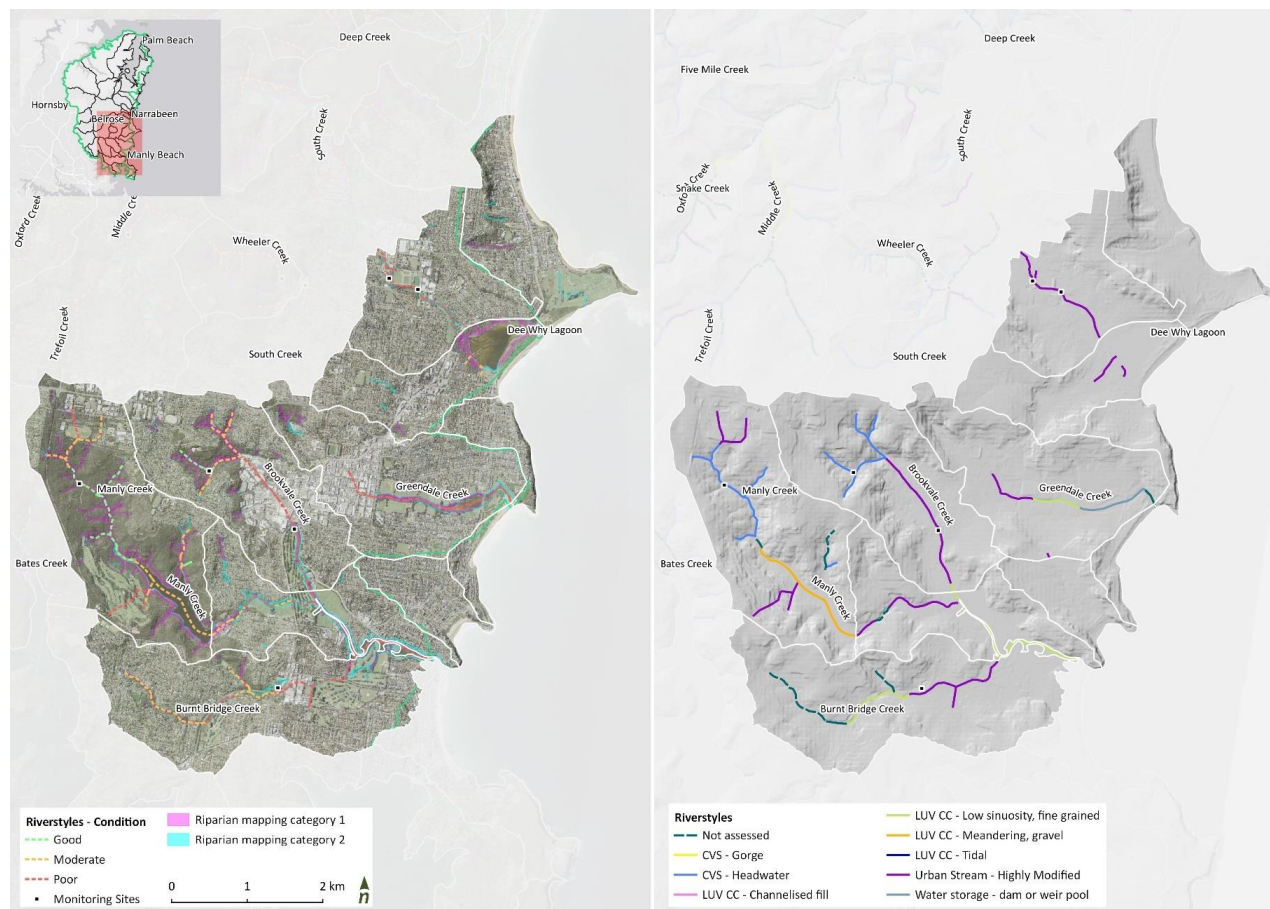 Palm Beach
Hornsby
Narrabeen
Belrose
Manly Beach
Deep Creek
South Creek
Oxford Creek
Middle Cre
Wheeler Creek
Trefoil Creek
South Creek
Dee Why Lagoon
Manly Creek
Brookvale Creek
Greendale Creek
Bates Creek
Manly Creek
Burnt Bridge Creek
Riverstyles - Condition
Good
Moderate
Poor
Monitoring Sites
Riparian mapping category 1
Riparian mapping category 2
0 1 2 km
n
Deep Creek
Five Mile Creek
South Creek
Oxford Creek
Snake Creek
Middle Creek
Wheeler Creek
Trefoil Creek
South Creek
Dee Why Lagoon
Manly Creek
Brookvale Creek
Greendale Creek
Bates Creek
Manly Creek
Burnt Bridge Creek
Riverstyles
Not assessed
CVS - Gorge
CVS - Headwater
LUV CC - Channelised fill
LUV CC - Low sinuosity, fine grained
LUV CC - Meandering, gravel
LUV CC - Tidal
Urban Stream - Highly Modified
Water storage - dam or weir pool